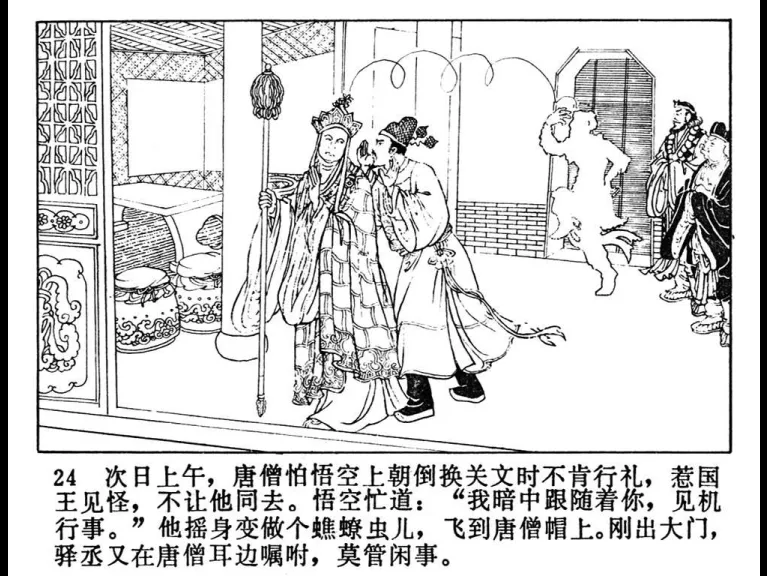 24 次日上午，唐僧怕悟空上朝倒换关文时不肯行礼，惹国
王见怪，不让他同去。悟空忙道：“我暗中跟随着你，见机
行事。”他摇身变做个蟭蟟虫儿，飞到唐僧帽上。刚出大门，
驿丞又在唐僧耳边嘱咐，莫管闲事。